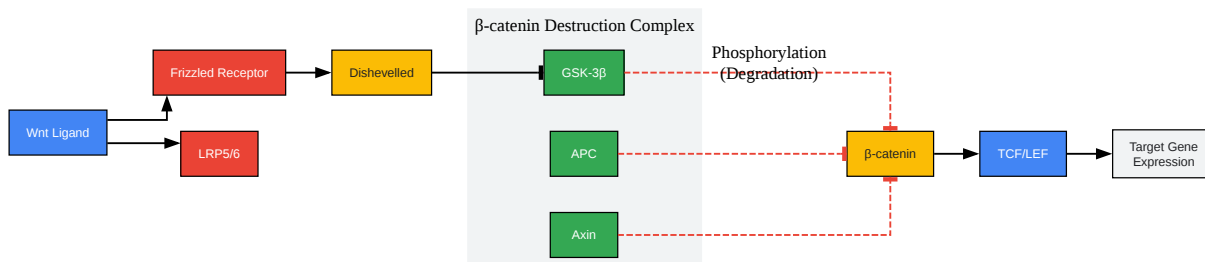 β-catenin Destruction Complex
Phosphorylation
(Degradation)
Frizzled Receptor
Dishevelled
GSK-3β
Wnt Ligand
LRP5/6
APC
β-catenin
TCF/LEF
Target Gene
Expression
Axin